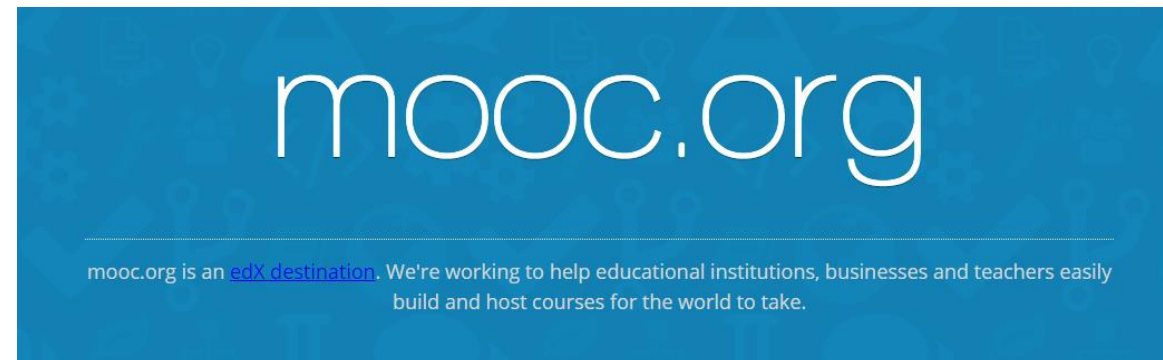 mooc.org
mooc.org is an edX destination. We're working to help educational institutions, businesses and teachers easily
build and host courses for the world to take.